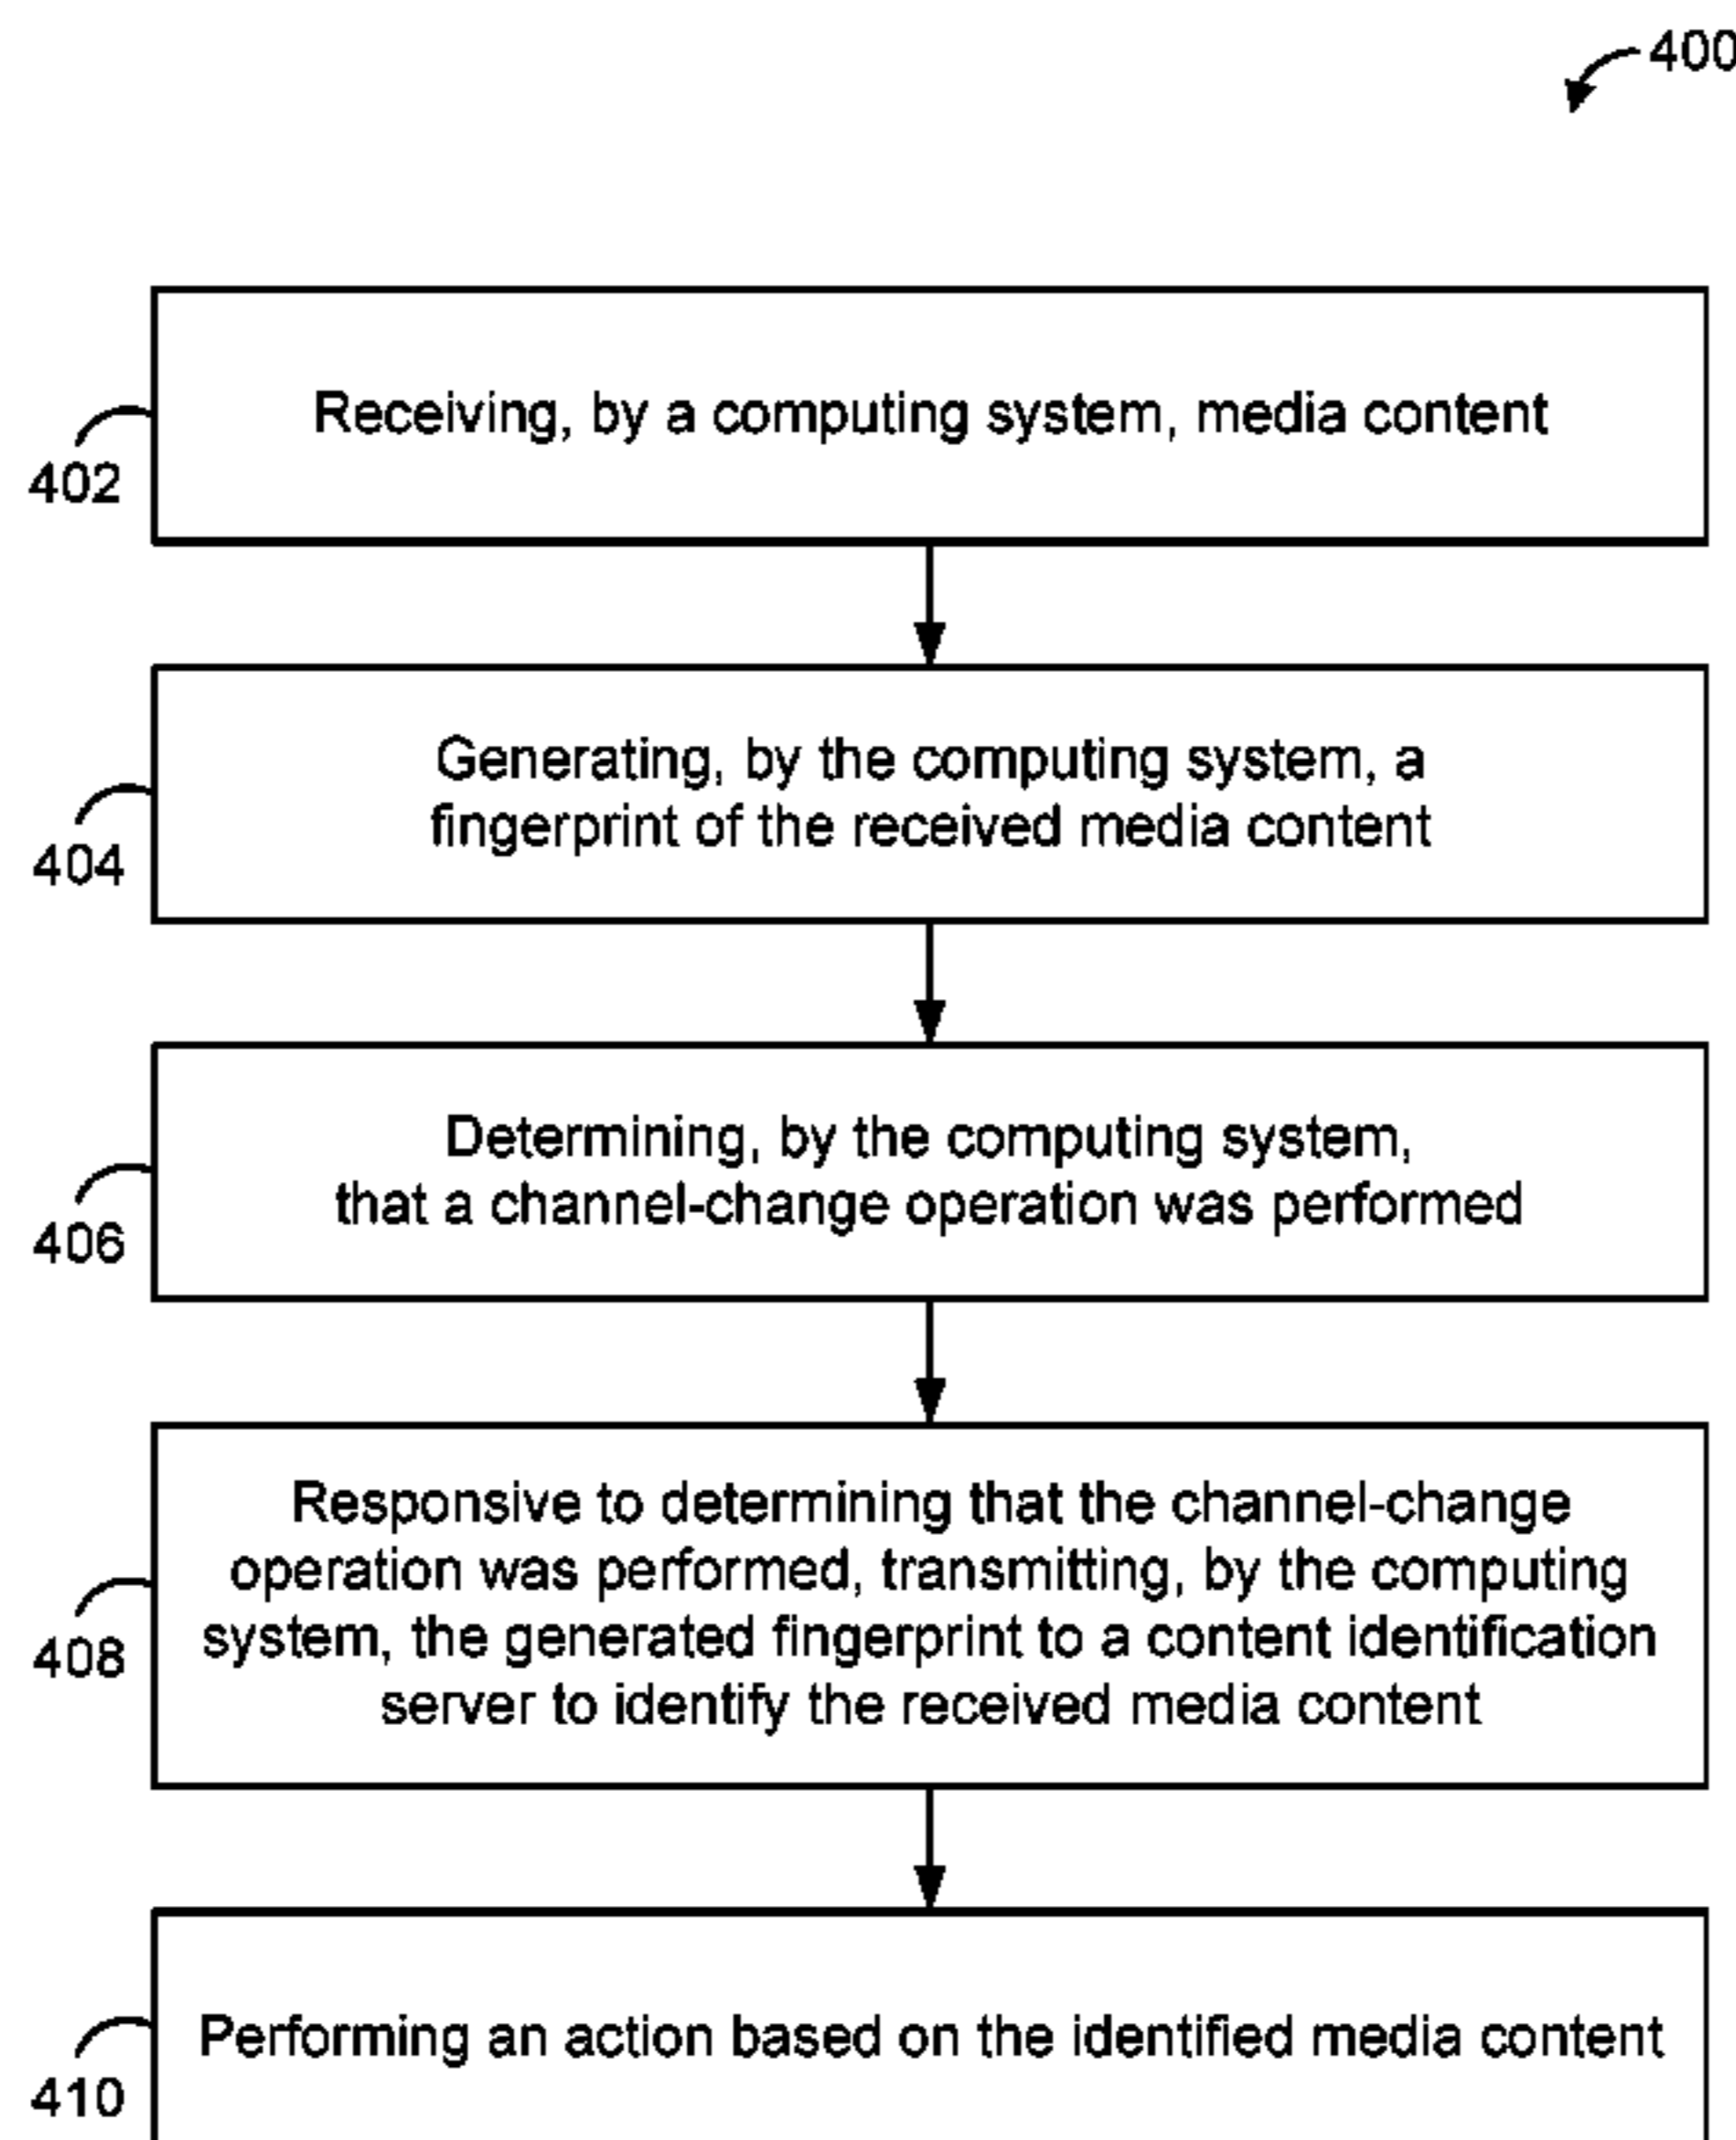 400
Receiving, by a computing system, media content
402
Generating, by the computing system, a
fingerprint of the received media content
404
Determining, by the computing system,
that a channel-change operation was performed
406
Responsive to determining that the channel-change
operation was performed, transmitting, by the computing
system, the generated fingerprint to a content identification
server to identify the received media content
408
Performing an action based on the identified media content
410